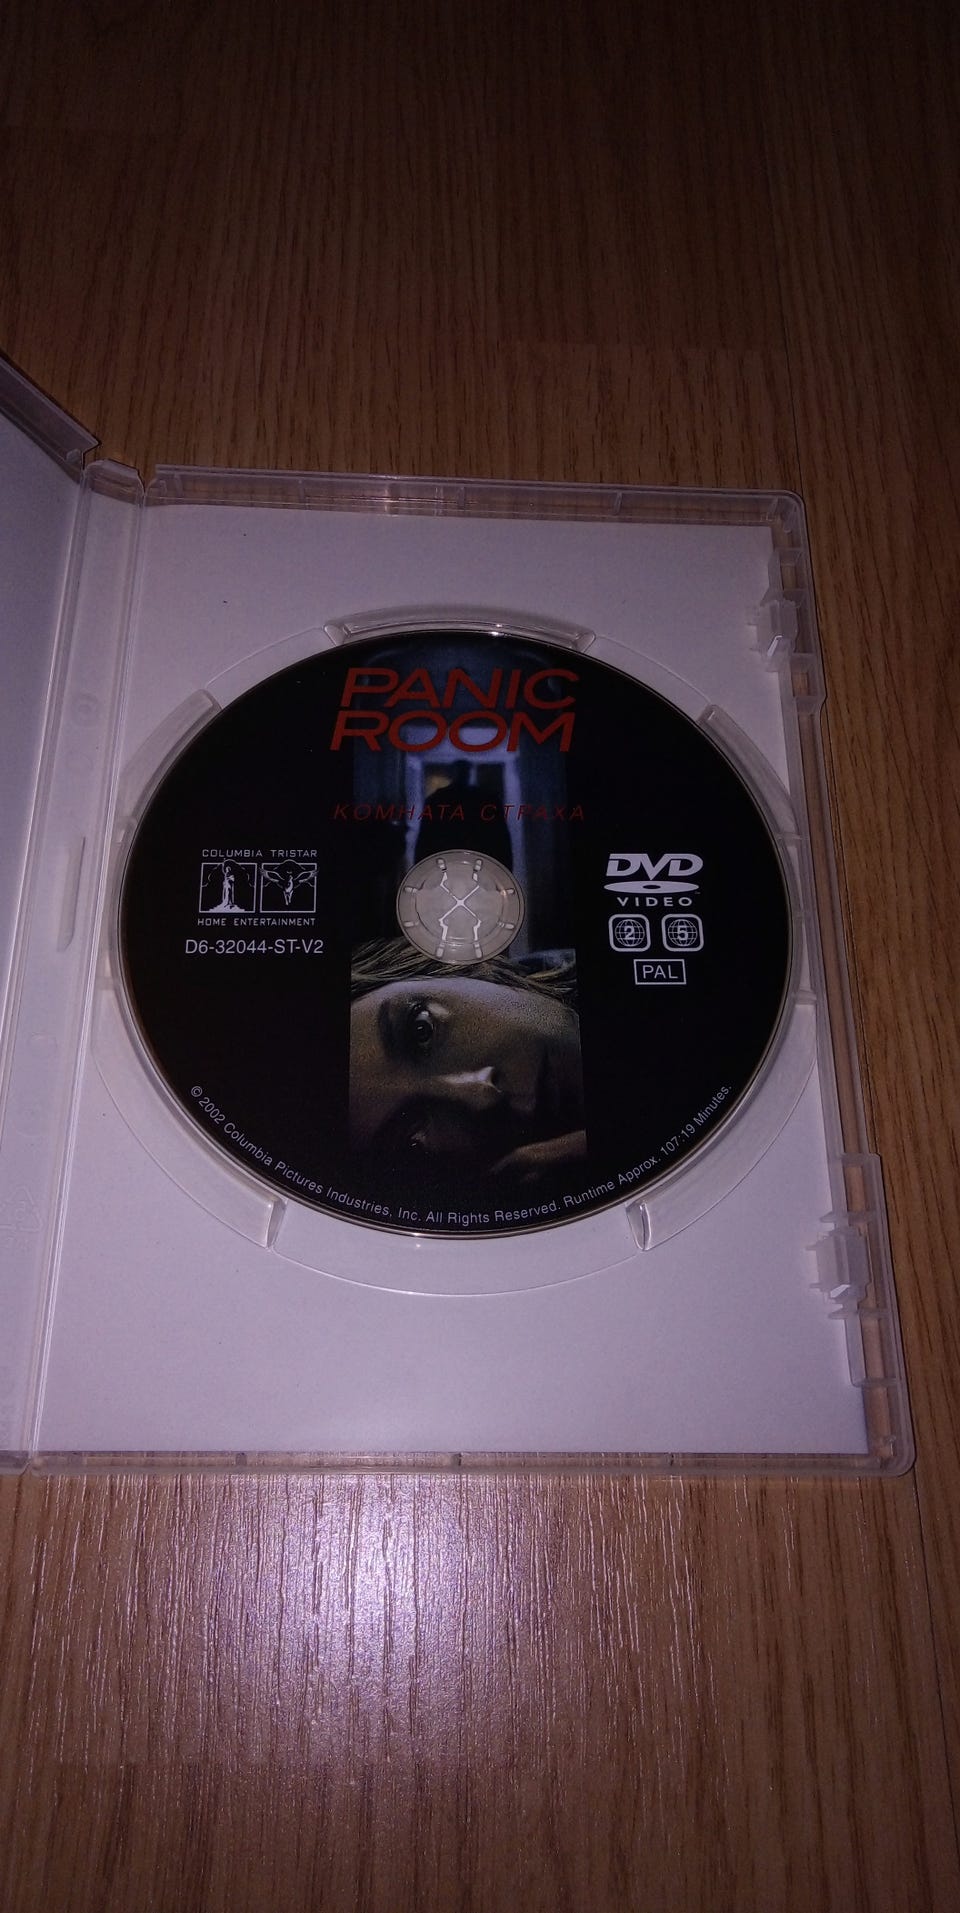 PANIC
ROOM
КОМНАТА СТРАХА
COLUMBIA TRISTAR
HOME ENTERTAINMENT
D6-32044-ST-V2
DVD
VIDEO
2 5
PAL
© 2002 Columbia Pictures Industries, Inc. All Rights Reserved. Runtime Approx. 107:19 Minutes.